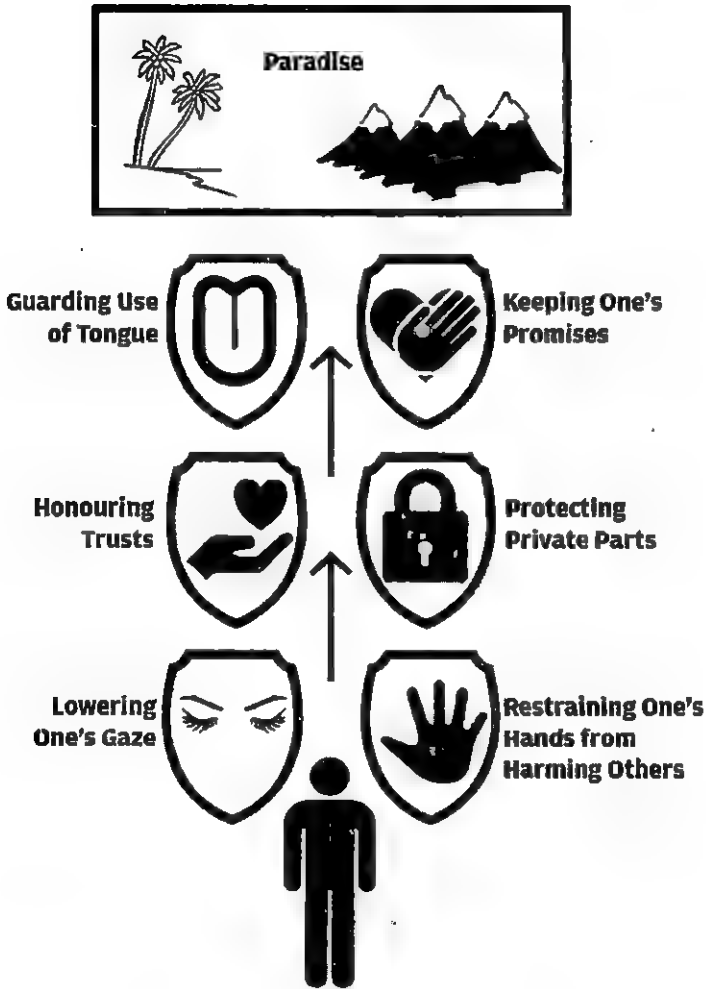 Paradise
Guarding Use
of Tongue
Keeping One's
Promises
Honouring
Trusts
Protecting
Private Parts
Lowering
One's Gaze
Restraining One's
Hands from
Harming Others